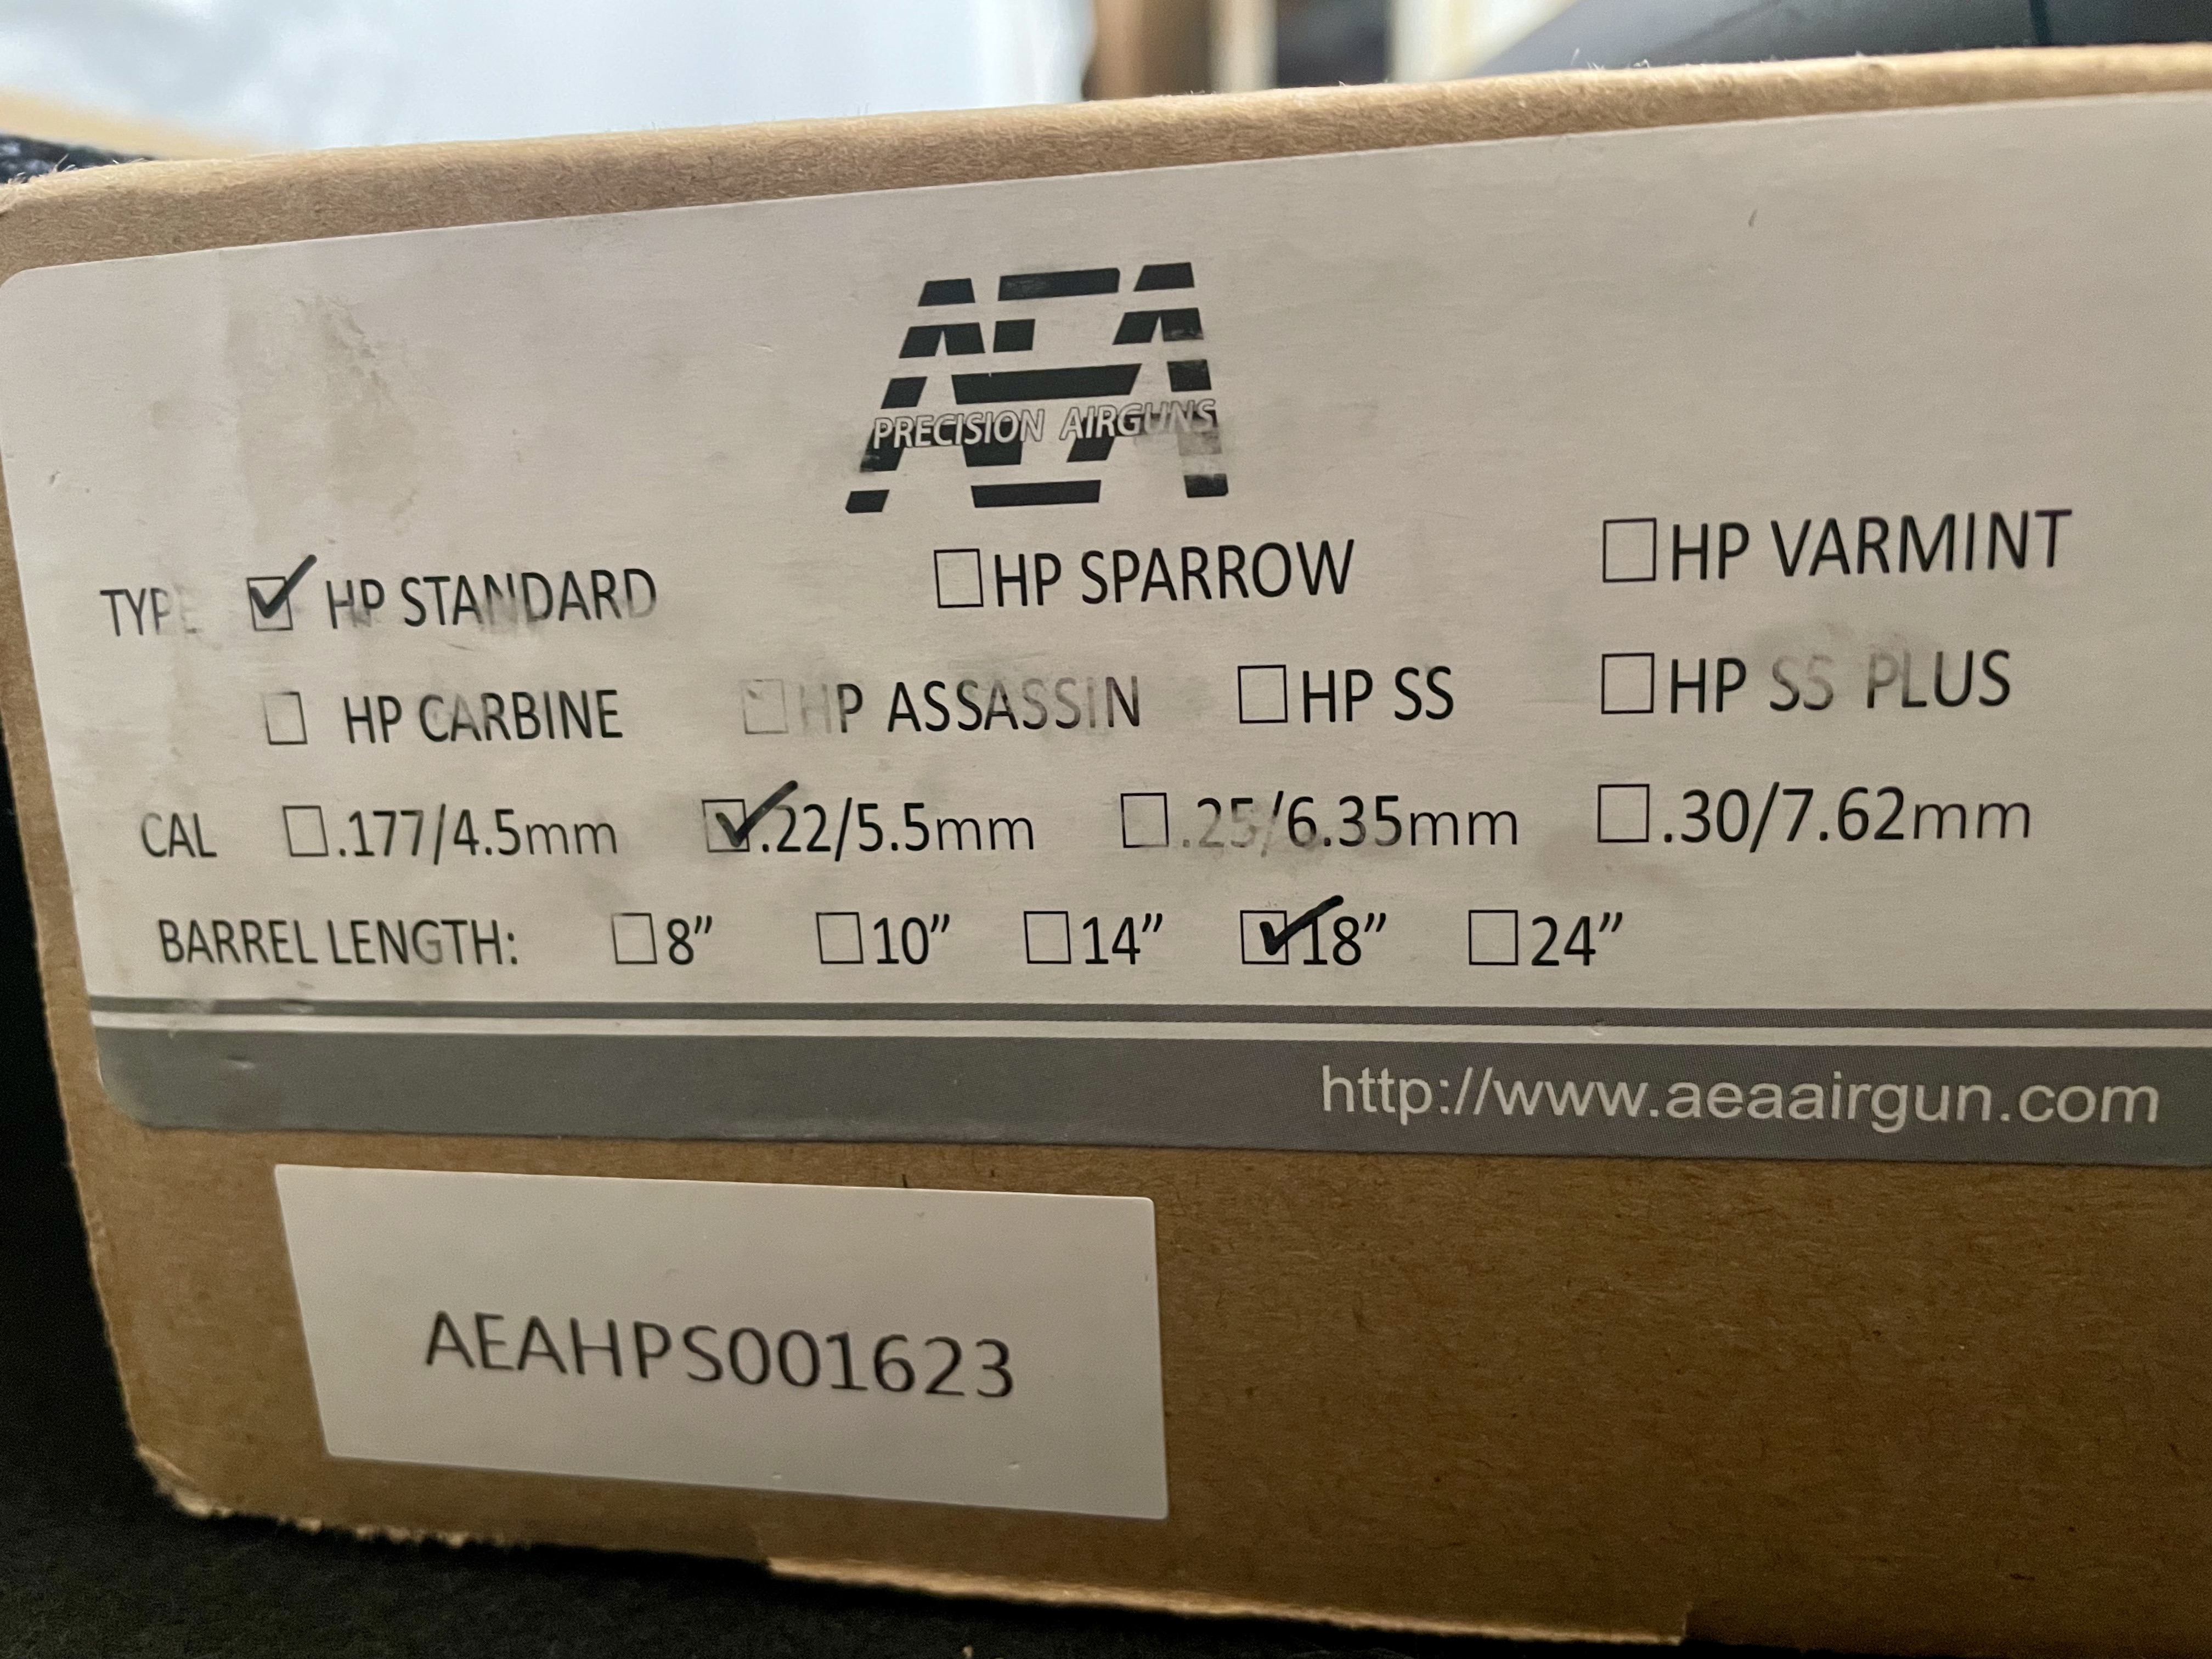 AEA
PRECISION AIRGUNS
TYPE ☑ HP STANDARD ☐ HP SPARROW ☐ HP VARMINT
☐ HP CARBINE ☐ HP ASSASSIN ☐ HP SS ☐ HP SS PLUS
CAL ☐ .177/4.5mm ☑ .22/5.5mm ☐ .25/6.35mm ☐ .30/7.62mm
BARREL LENGTH: ☐ 8” ☐ 10” ☐ 14” ☑ 18” ☐ 24”
http://www.aeaairgun.com
AEAHPS001623